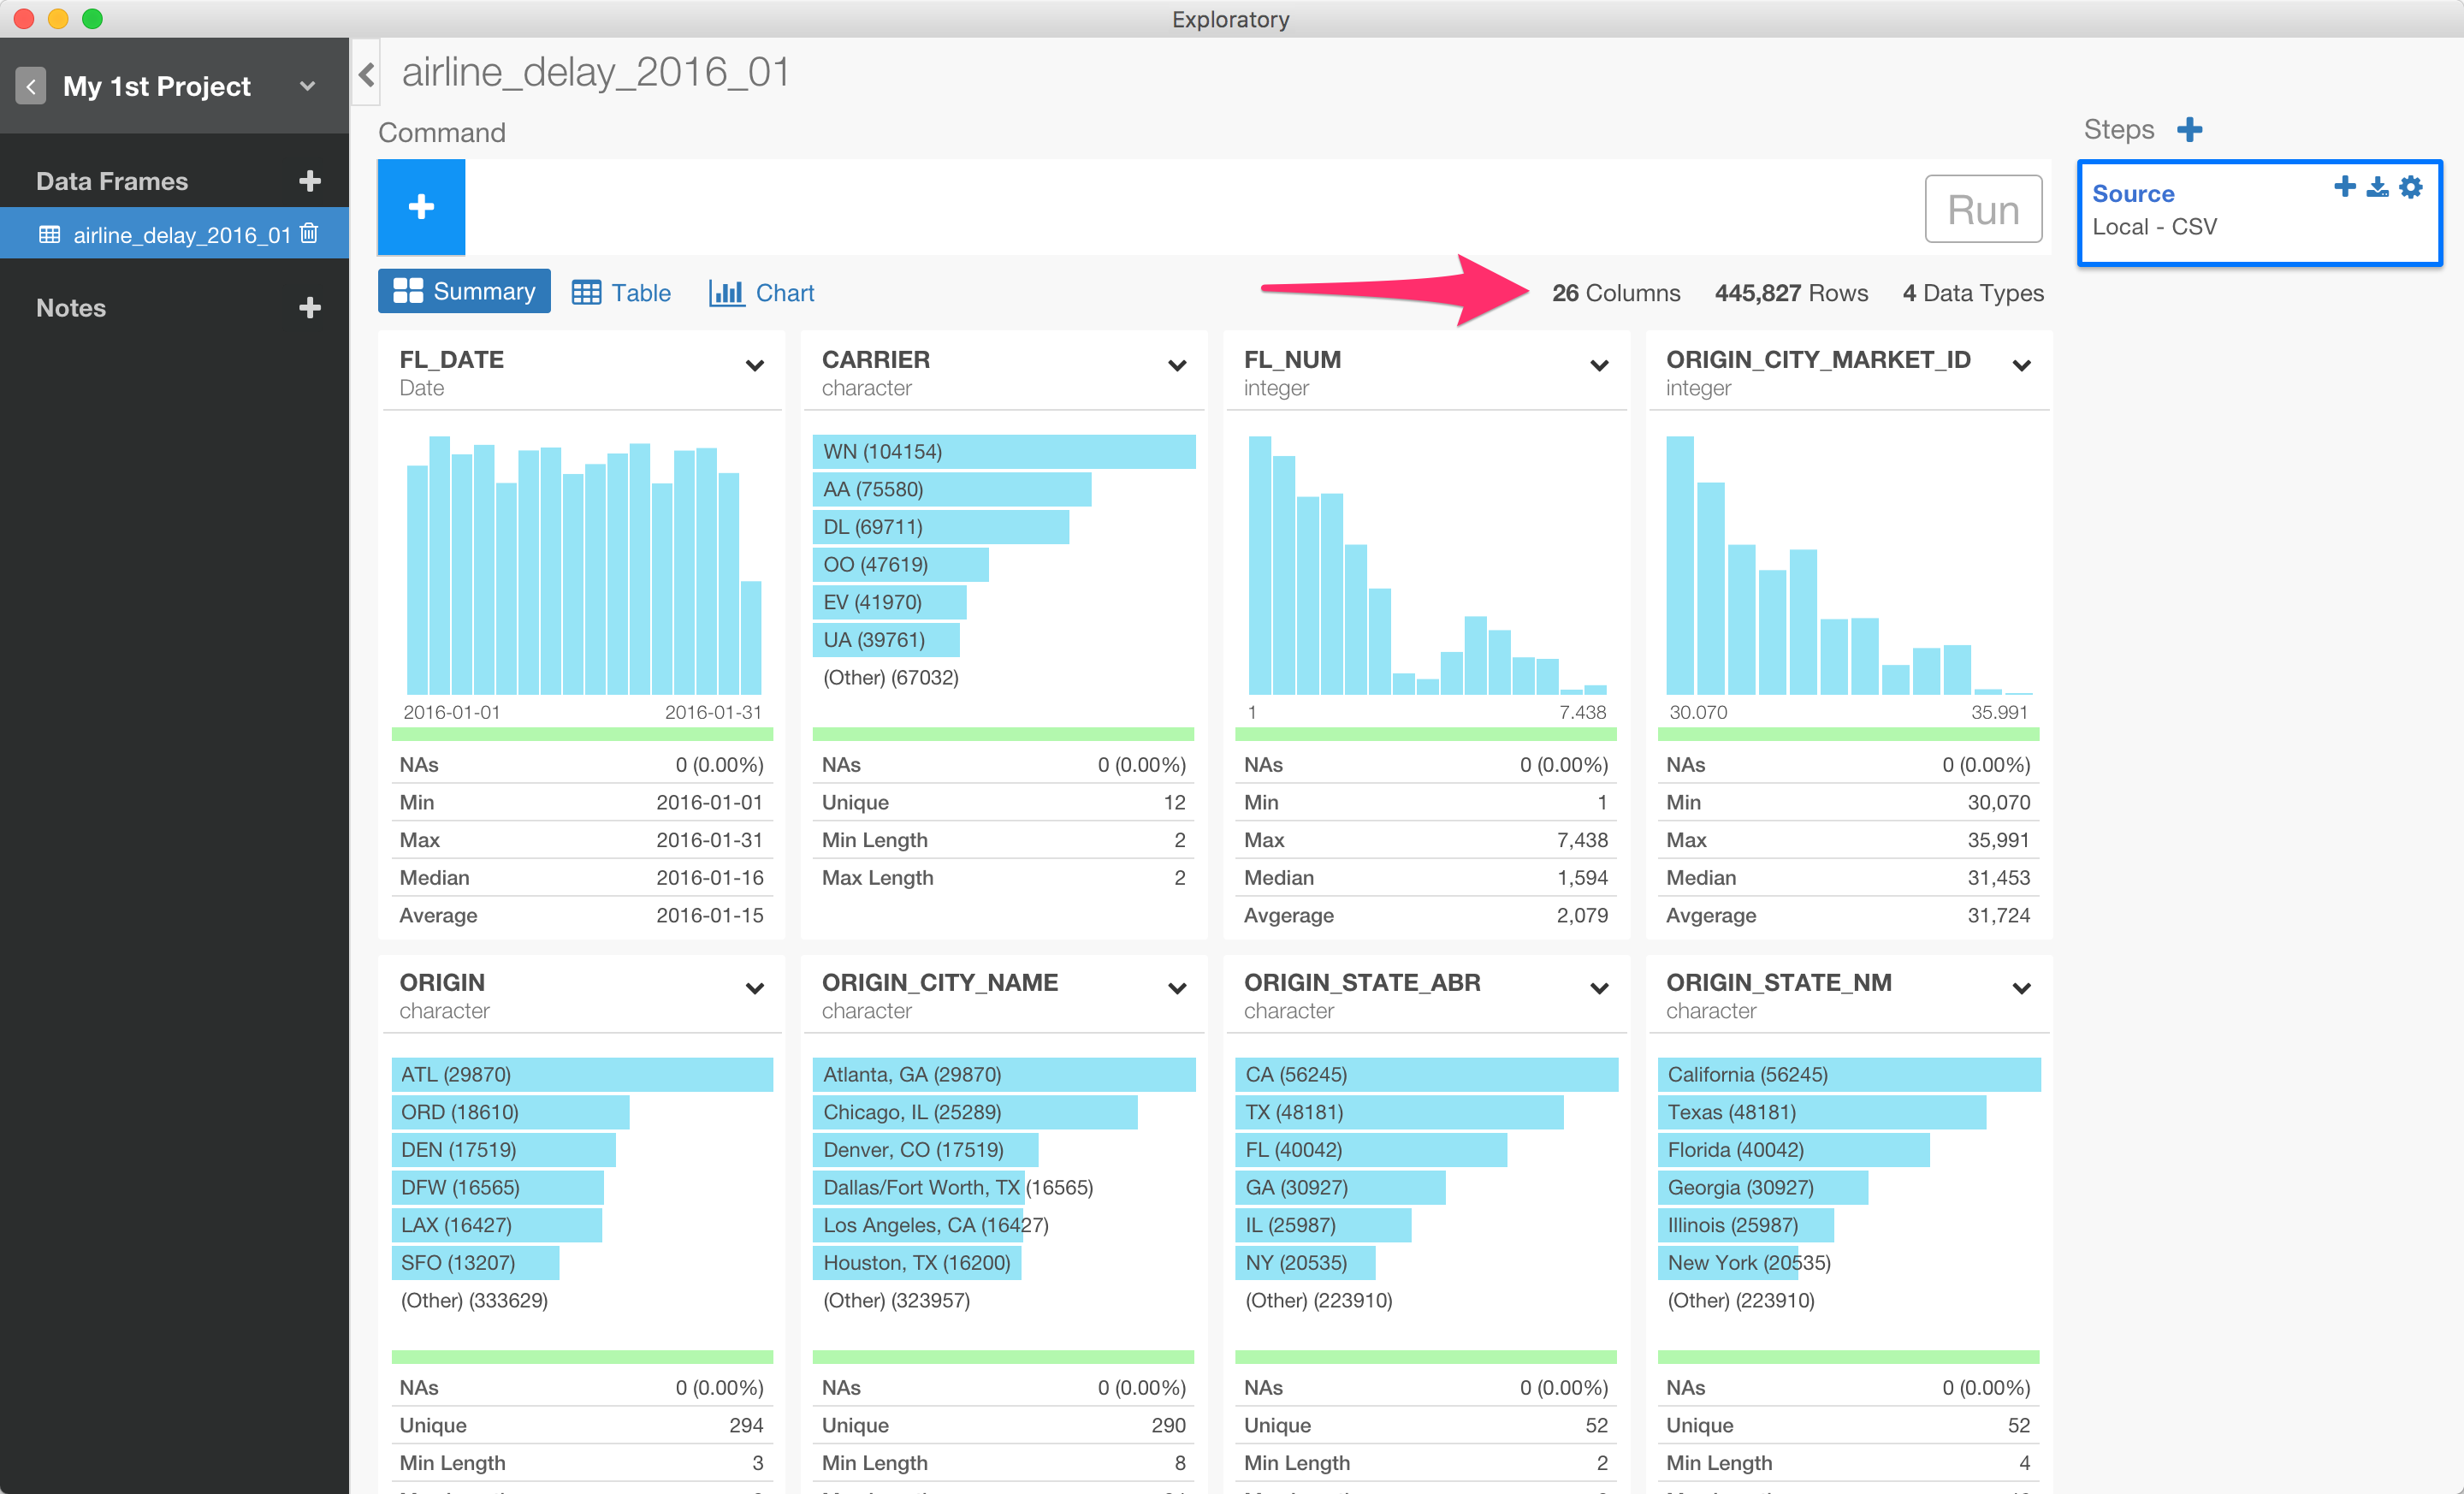 Exploratory
My 1st Project
airline_delay_2016_01
Command
Steps
Data Frames
airline_delay_2016_01
Notes
Run
Source
Local - CSV
Summary Table Chart
26 Columns 445,827 Rows 4 Data Types
FL_DATE
Date
2016-01-01 2016-01-31
NAs 0 (0.00%)
Min 2016-01-01
Max 2016-01-31
Median 2016-01-16
Average 2016-01-15
CARRIER
character
WN (104154)
AA (75580)
DL (69711)
OO (47619)
EV (41970)
UA (39761)
(Other) (67032)
NAs 0 (0.00%)
Unique 12
Min Length 2
Max Length 2
FL_NUM
integer
1 7.438
NAs 0 (0.00%)
Min 1
Max 7,438
Median 1,594
Avgerage 2,079
ORIGIN_CITY_MARKET_ID
integer
30.070 35.991
NAs 0 (0.00%)
Min 30,070
Max 35,991
Median 31,453
Avgerage 31,724
ORIGIN
character
ATL (29870)
ORD (18610)
DEN (17519)
DFW (16565)
LAX (16427)
SFO (13207)
(Other) (333629)
NAs 0 (0.00%)
Unique 294
Min Length 3
ORIGIN_CITY_NAME
character
Atlanta, GA (29870)
Chicago, IL (25289)
Denver, CO (17519)
Dallas/Fort Worth, TX (16565)
Los Angeles, CA (16427)
Houston, TX (16200)
(Other) (323957)
NAs 0 (0.00%)
Unique 290
Min Length 8
ORIGIN_STATE_ABR
character
CA (56245)
TX (48181)
FL (40042)
GA (30927)
IL (25987)
NY (20535)
(Other) (223910)
NAs 0 (0.00%)
Unique 52
Min Length 2
ORIGIN_STATE_NM
character
California (56245)
Texas (48181)
Florida (40042)
Georgia (30927)
Illinois (25987)
New York (20535)
(Other) (223910)
NAs 0 (0.00%)
Unique 52
Min Length 4